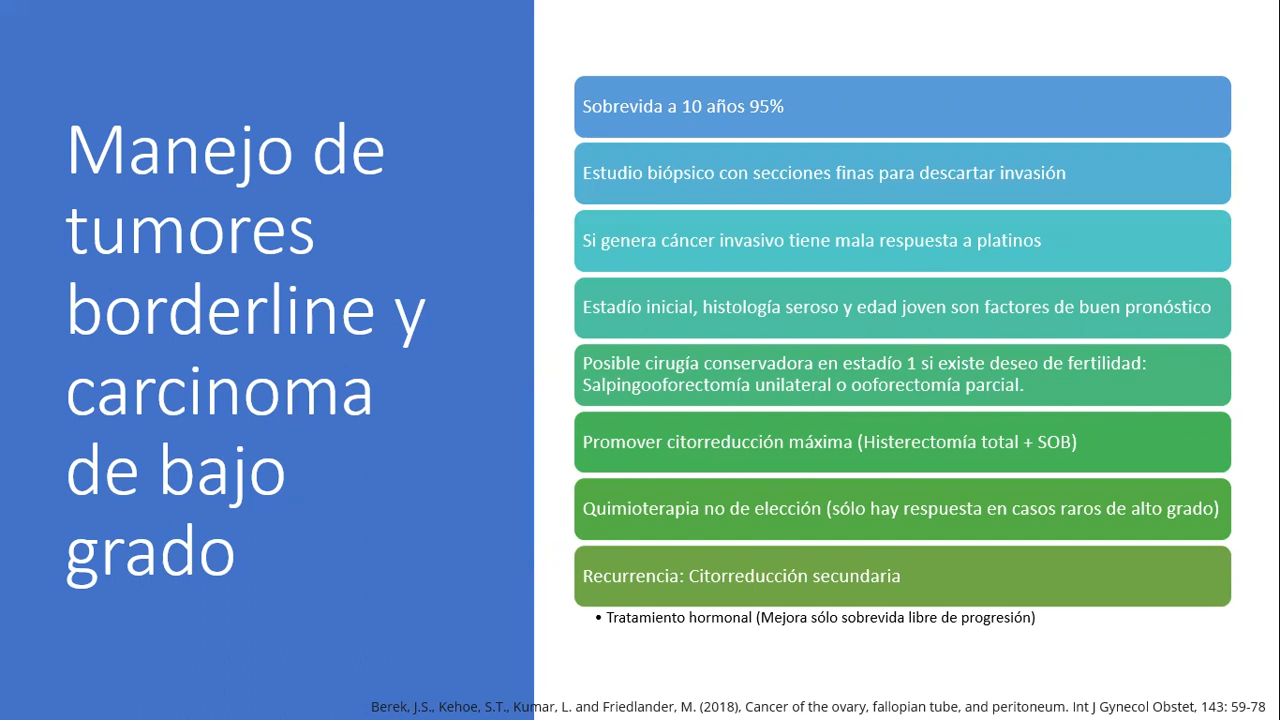 Manejo de
tumores
borderline y
carcinoma
de bajo
grado
Sobrevida a 10 años 95%
Estudio biópsico con secciones finas para descartar invasión
Si genera cáncer invasivo tiene mala respuesta a platinos
Estadío inicial, histología seroso y edad joven son factores de buen pronóstico
Posible cirugía conservadora en estadío 1 si existe deseo de fertilidad:
Salpingooforectomía unilateral o ooforectomía parcial.
Promover citorreducción máxima (Histerectomía total + SOB)
Quimioterapia no de elección (sólo hay respuesta en casos raros de alto grado)
Recurrencia: Citorreducción secundaria
• Tratamiento hormonal (Mejora sólo sobrevida libre de progresión)
Berek, J.S., Kehoe, S.T., Kumar, L. and Friedlander, M. (2018), Cancer of the ovary, fallopian tube, and peritoneum. Int J Gynecol Obstet, 143: 59-78